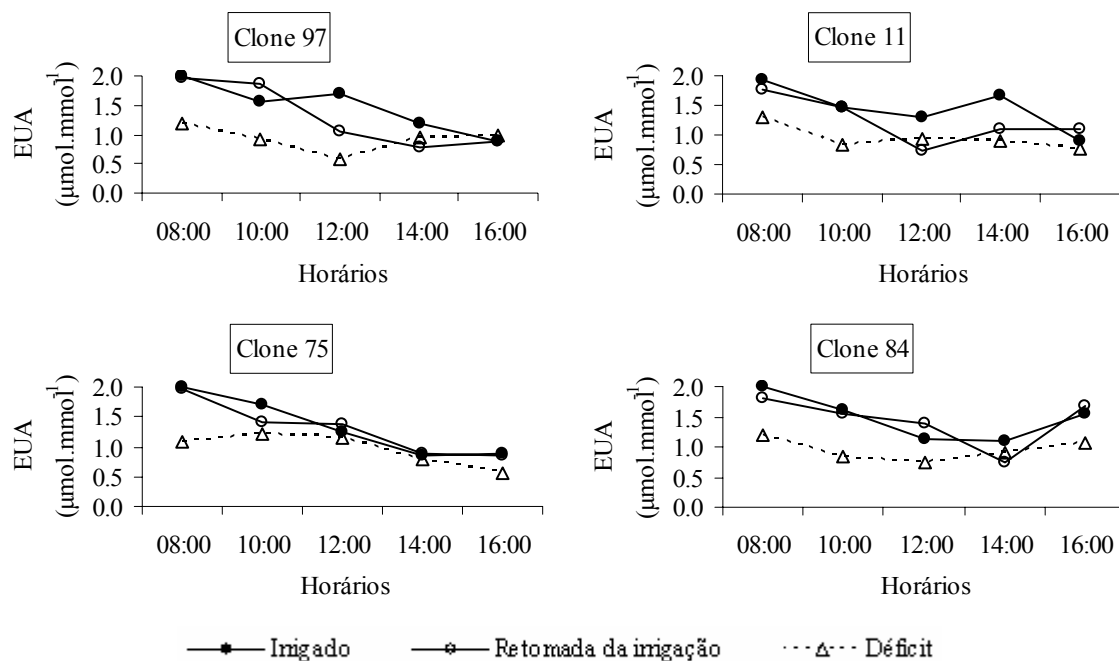 Clone 97
EUA
(µmol.mmol¯¹)
2.0
1.5
1.0
0.5
0.0
08:00 10:00 12:00 14:00 16:00
Horários
Clone 11
EUA
(µmol.mmol¯¹)
2.0
1.5
1.0
0.5
0.0
08:00 10:00 12:00 14:00 16:00
Horários
Clone 75
EUA
(µmol.mmol¯¹)
2.0
1.5
1.0
0.5
0.0
08:00 10:00 12:00 14:00 16:00
Horários
Clone 84
EUA
(µmol.mmol¯¹)
2.0
1.5
1.0
0.5
0.0
08:00 10:00 12:00 14:00 16:00
Horários
Irrigado Retomada da irrigação Déficit